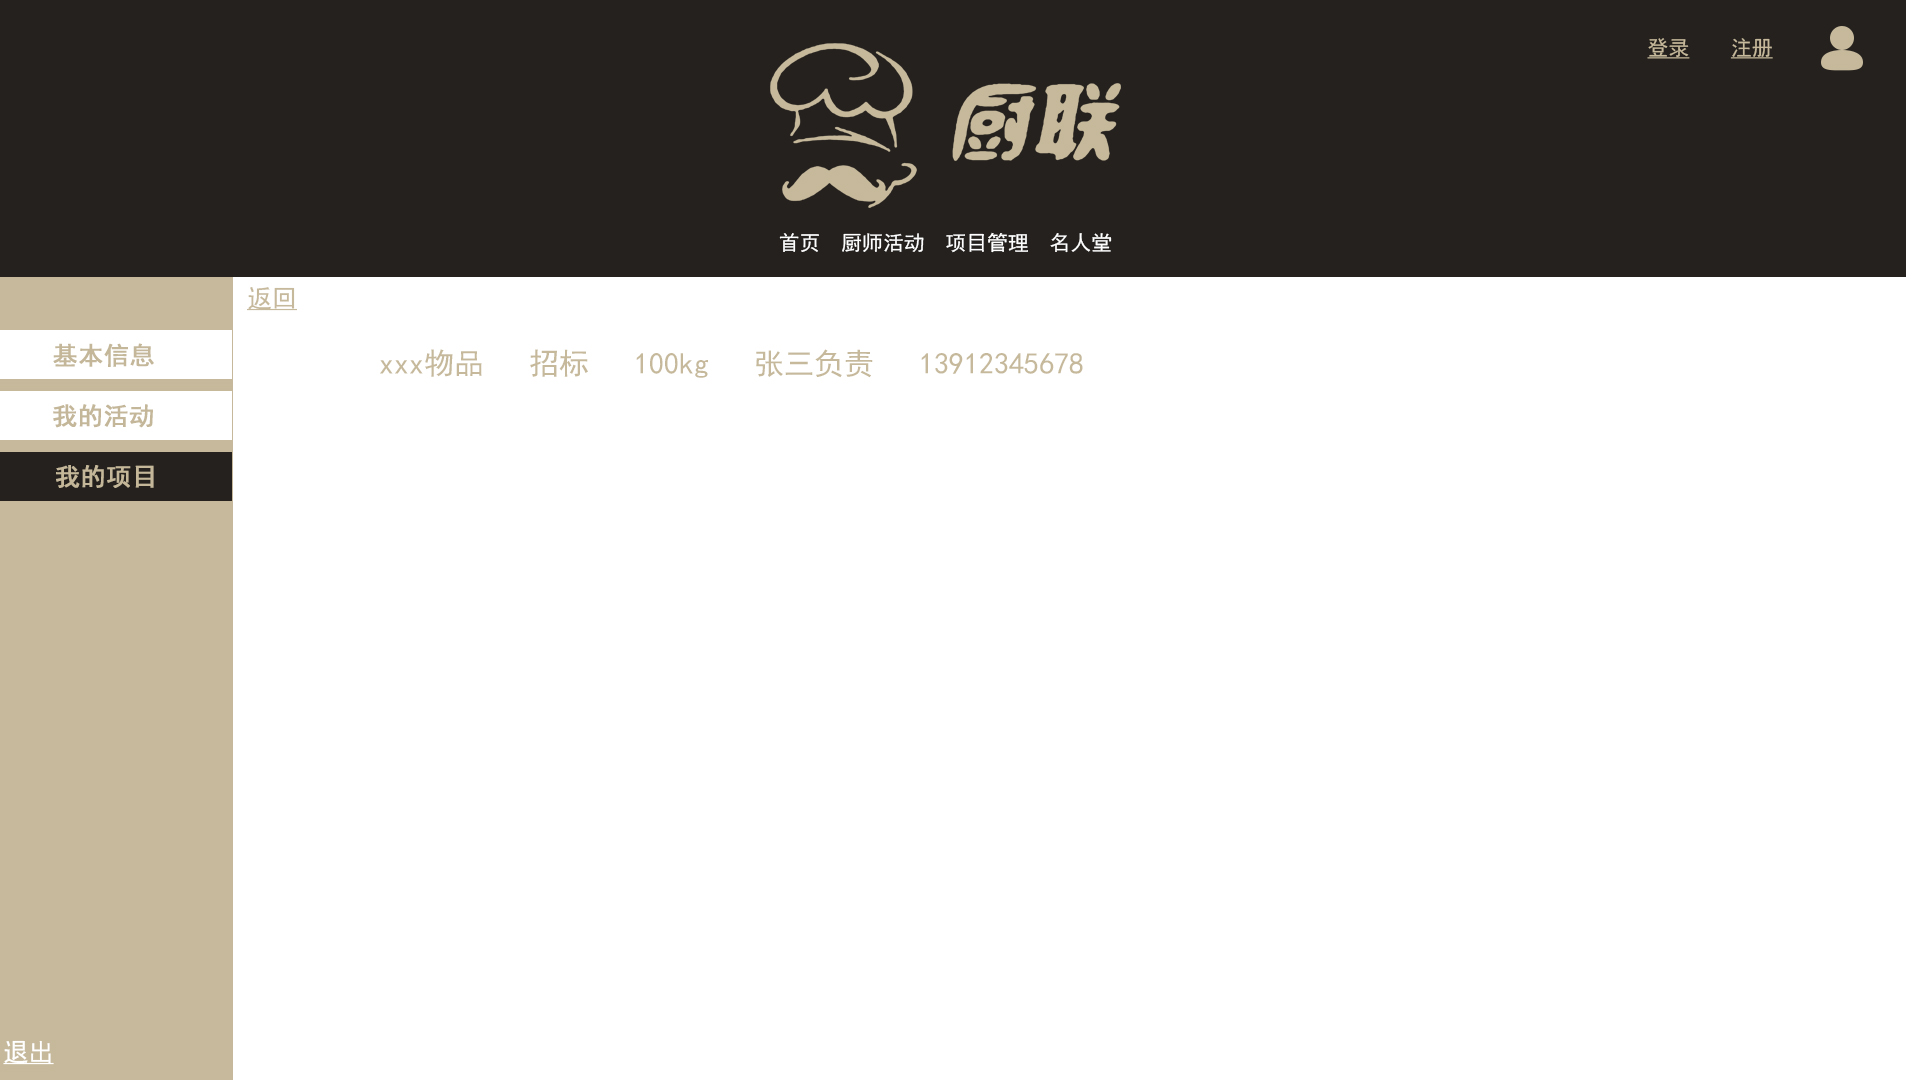 登录 注册
厨联
首页 厨师活动 项目管理 名人堂
返回
基本信息
xxx物品 招标 100kg 张三负责 13912345678
我的活动
我的项目
退出